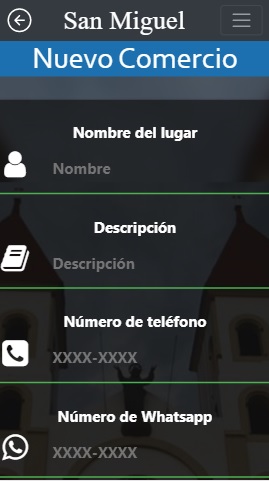 San Miguel
Nuevo Comercio
Nombre del lugar
Nombre
Descripción
Descripción
Número de teléfono
XXXX-XXXX
Número de Whatsapp
XXXX-XXXX